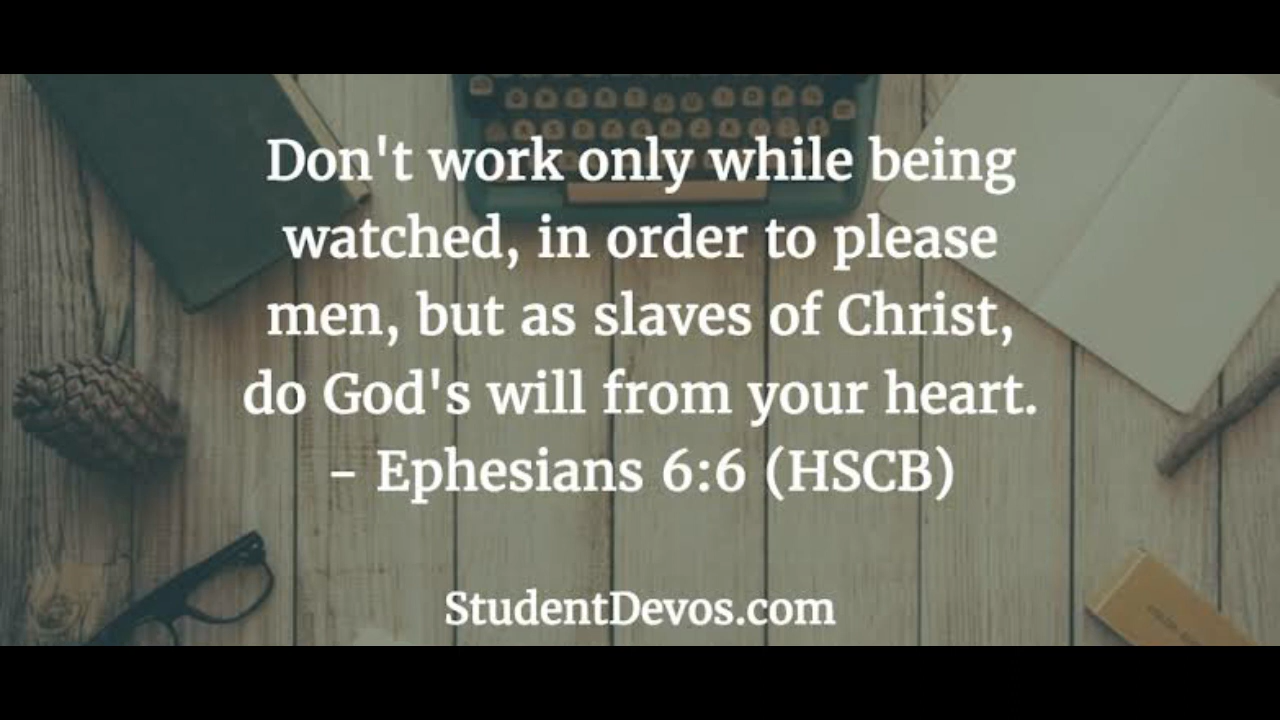 Don't work only while being
watched, in order to please
men, but as slaves of Christ,
do God's will from your heart.
- Ephesians 6:6 (HSCB)
StudentDevos.com